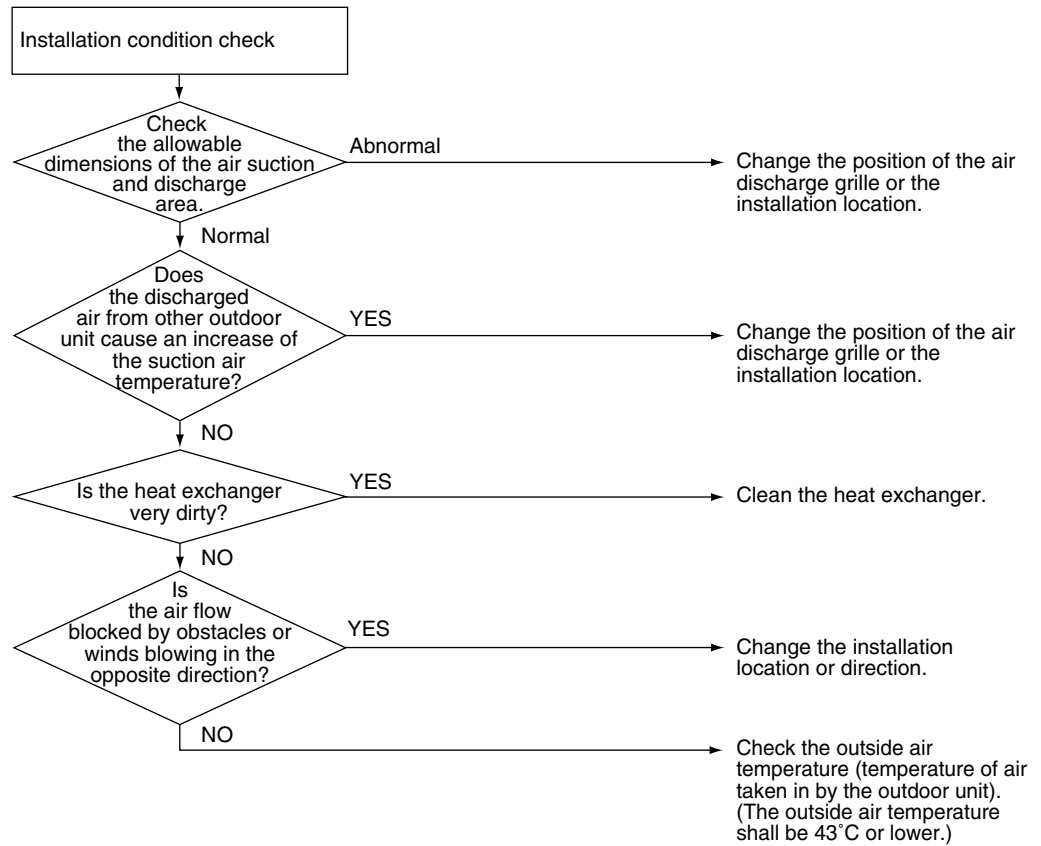 Installation condition check
Check
the allowable
dimensions of the air suction
and discharge
area.
Abnormal
Change the position of the air
discharge grille or the
installation location.
Normal
Does
the discharged
air from other outdoor
unit cause an increase of
the suction air
temperature?
YES
Change the position of the air
discharge grille or the
installation location.
NO
Is the heat exchanger
very dirty?
YES
Clean the heat exchanger.
NO
Is
the air flow
blocked by obstacles or
winds blowing in the
opposite direction?
YES
Change the installation
location or direction.
NO
Check the outside air
temperature (temperature of air
taken in by the outdoor unit).
(The outside air temperature
shall be 43˚C or lower.)